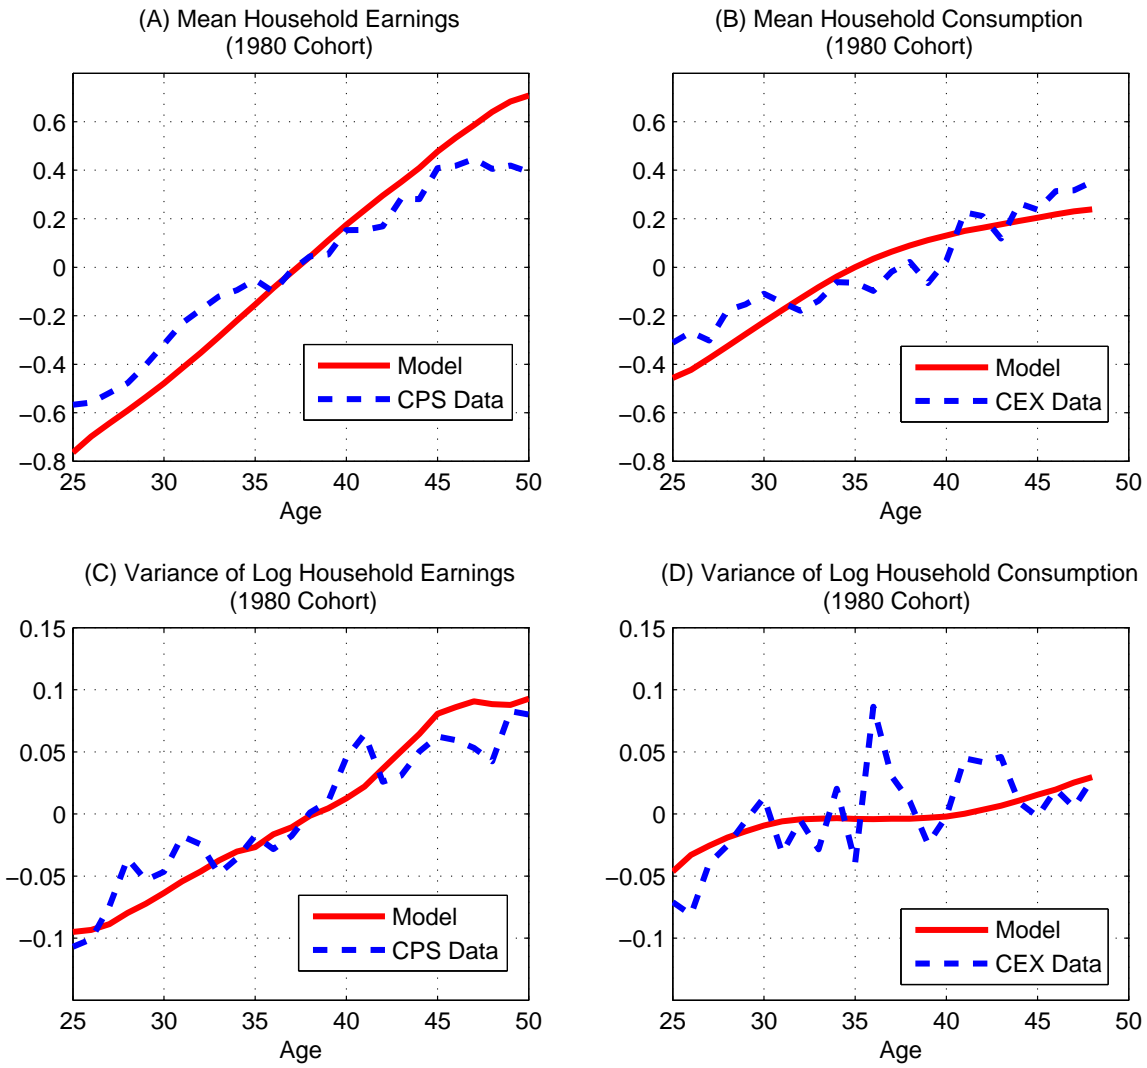 (A) Mean Household Earnings
(1980 Cohort)
0.6
0.4
0.2
0
−0.2
−0.4
−0.6
−0.8
25 30 35 40 45 50
Age
Model
CPS Data
(B) Mean Household Consumption
(1980 Cohort)
0.6
0.4
0.2
0
−0.2
−0.4
−0.6
−0.8
25 30 35 40 45 50
Age
Model
CEX Data
(C) Variance of Log Household Earnings
(1980 Cohort)
0.15
0.1
0.05
0
−0.05
−0.1
25 30 35 40 45 50
Age
Model
CPS Data
(D) Variance of Log Household Consumption
(1980 Cohort)
0.15
0.1
0.05
0
−0.05
−0.1
25 30 35 40 45 50
Age
Model
CEX Data